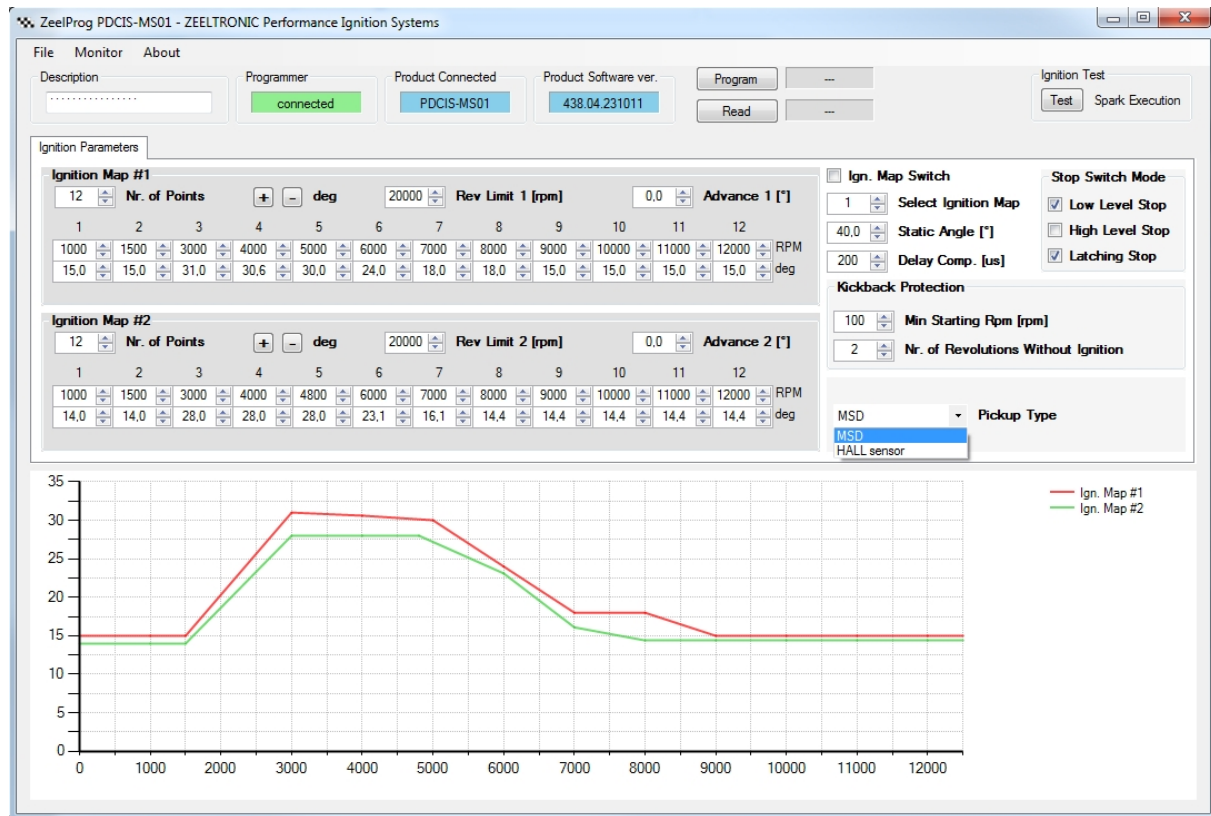 ZeelProg PDCIS-MS01 - ZEELTRONIC Performance Ignition Systems
File Monitor About
Description Programmer Product Connected Product Software ver. Program --- Ignition Test
............... connected PDCIS-MS01 438.04.231011 Read --- Test Spark Execution
Ignition Parameters
Ignition Map #1
12 Nr. of Points + - deg 20000 Rev Limit 1 [rpm] 0,0 Advance 1 [°]
1 2 3 4 5 6 7 8 9 10 11 12
1000 1500 3000 4000 5000 6000 7000 8000 9000 10000 11000 12000 RPM
15,0 15,0 31,0 30,6 30,0 24,0 18,0 18,0 15,0 15,0 15,0 15,0 deg
Ignition Map #2
12 Nr. of Points + - deg 20000 Rev Limit 2 [rpm] 0,0 Advance 2 [°]
1 2 3 4 5 6 7 8 9 10 11 12
1000 1500 3000 4000 4800 6000 7000 8000 9000 10000 11000 12000 RPM
14,0 14,0 28,0 28,0 28,0 23,1 16,1 14,4 14,4 14,4 14,4 14,4 deg
Ign. Map Switch
1 Select Ignition Map
40,0 Static Angle [°]
200 Delay Comp. [us]
Stop Switch Mode
Low Level Stop
High Level Stop
Latching Stop
Kickback Protection
100 Min Starting Rpm [rpm]
2 Nr. of Revolutions Without Ignition
MSD Pickup Type
MSD
HALL sensor
35
30
25
20
15
10
5
0
0 1000 2000 3000 4000 5000 6000 7000 8000 9000 10000 11000 12000
Ign. Map #1
Ign. Map #2